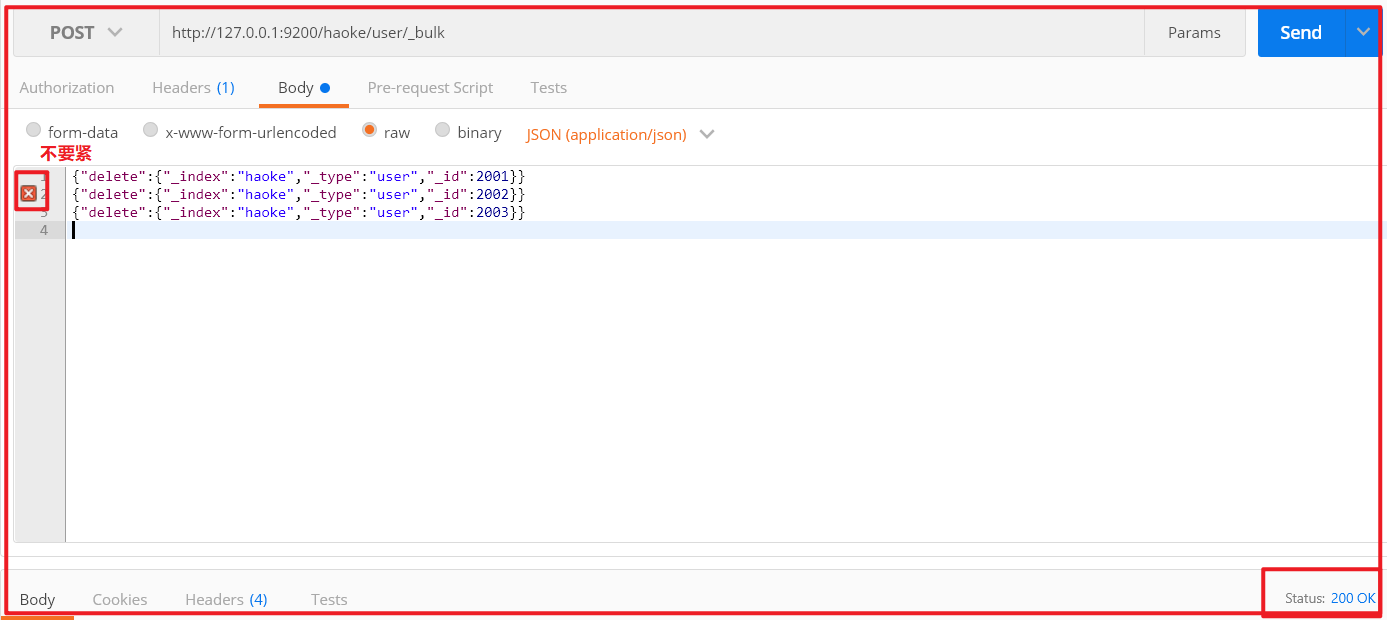 POST http://127.0.0.1:9200/haoke/user/_bulk Params Send
Authorization Headers (1) Body Pre-request Script Tests
form-data x-www-form-urlencoded raw binary JSON (application/json)
不要紧
1 {"delete":{"_index":"haoke","_type":"user","_id":2001}}
2 {"delete":{"_index":"haoke","_type":"user","_id":2002}}
3 {"delete":{"_index":"haoke","_type":"user","_id":2003}}
4
Body Cookies Headers (4) Tests Status: 200 OK